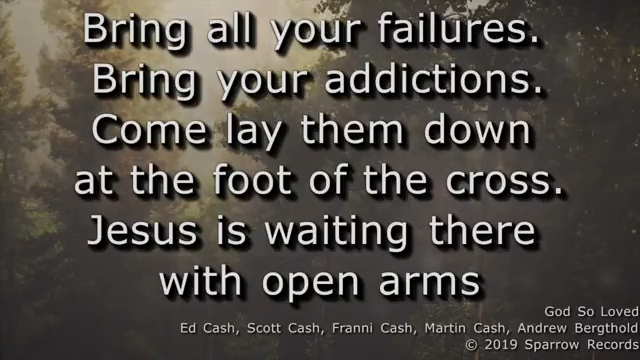 Bring all your failures.
Bring your addictions.
Come lay them down
at the foot of the cross.
Jesus is waiting there
with open arms
God So Loved
Ed Cash, Scott Cash, Franni Cash, Martin Cash, Andrew Bergthold
© 2019 Sparrow Records